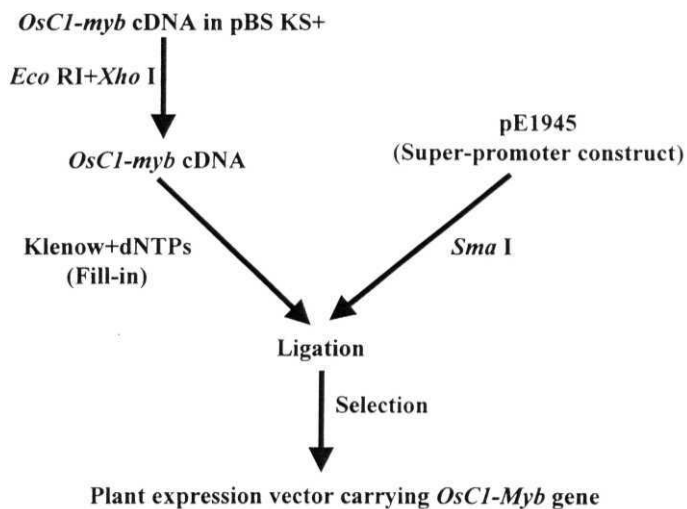 OsC1-myb cDNA in pBS KS+
Eco RI+Xho I
OsC1-myb cDNA
pE1945
(Super-promoter construct)
Klenow+dNTPs
(Fill-in)
Sma I
Ligation
Selection
Plant expression vector carrying OsC1-Myb gene